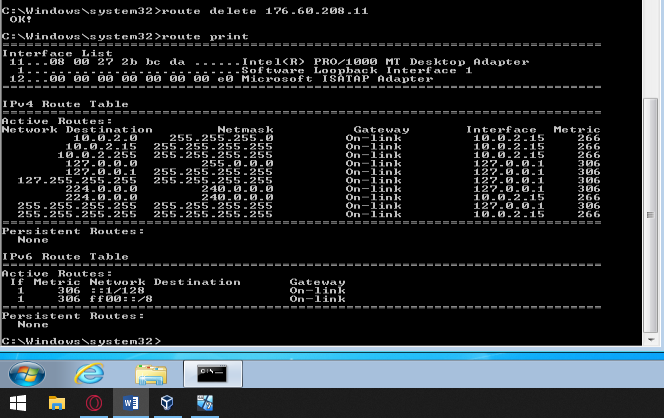 C:\Windows\system32>route delete 176.60.208.11
 OK!
C:\Windows\system32>route print
===========================================================================
Interface List
 11...08 00 27 2b bc da ......Intel(R) PRO/1000 MT Desktop Adapter
  1...........................Software Loopback Interface 1
 12...00 00 00 00 00 00 00 e0 Microsoft ISATAP Adapter
===========================================================================
IPv4 Route Table
===========================================================================
Active Routes:
Network Destination        Netmask          Gateway       Interface  Metric
         10.0.2.0    255.255.255.0         On-link         10.0.2.15    266
        10.0.2.15  255.255.255.255         On-link         10.0.2.15    266
       10.0.2.255  255.255.255.255         On-link         10.0.2.15    266
        127.0.0.0        255.0.0.0         On-link         127.0.0.1    306
        127.0.0.1  255.255.255.255         On-link         127.0.0.1    306
  127.255.255.255  255.255.255.255         On-link         127.0.0.1    306
        224.0.0.0        240.0.0.0         On-link         127.0.0.1    306
        224.0.0.0        240.0.0.0         On-link         10.0.2.15    266
  255.255.255.255  255.255.255.255         On-link         127.0.0.1    306
  255.255.255.255  255.255.255.255         On-link         10.0.2.15    266
===========================================================================
Persistent Routes:
  None
IPv6 Route Table
===========================================================================
Active Routes:
 If Metric Network Destination      Gateway
  1    306 ::1/128                  On-link
  1    306 ff00::/8                 On-link
===========================================================================
Persistent Routes:
  None
C:\Windows\system32>